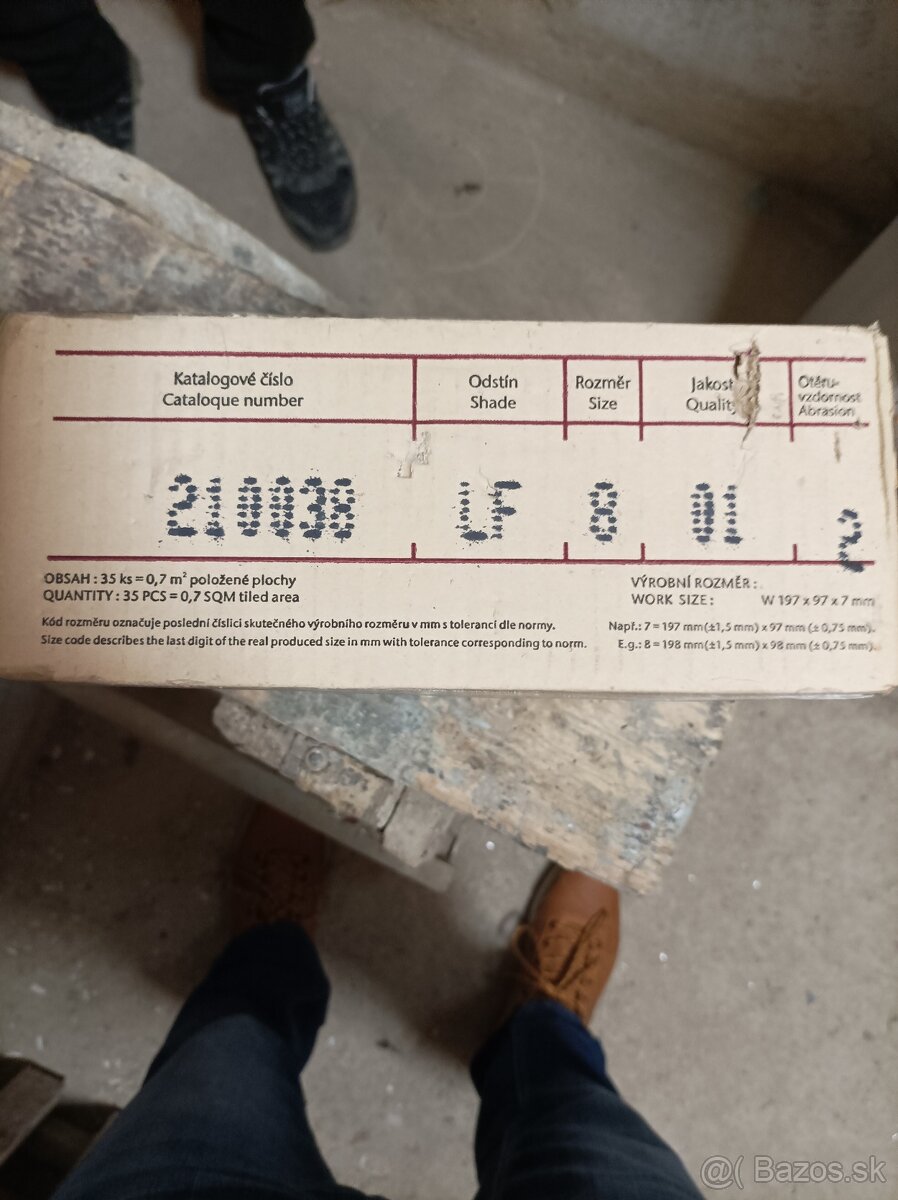 Katalogové číslo
Cataloque number
Odstín
Shade
Rozměr
Size
Jakost
Qualit
Otěru-
vzdornost
Abrasion
210038 LF 8 01 2
OBSAH : 35 ks = 0,7 m² položené plochy
QUANTITY : 35 PCS = 0,7 SQM tiled area
VÝROBNÍ ROZMĚR :
WORK SIZE : W 197 x 97 x 7 mm
Kód rozměru označuje poslední číslici skutečného výrobního rozměru v mm s tolerancí dle normy.
Size code describes the last digit of the real produced size in mm with tolerance corresponding to norm.
Např.: 7 = 197 mm (±1,5 mm) x 97 mm (± 0,75 mm).
E.g.: 8 = 198 mm (±1,5 mm) x 98 mm (± 0,75 mm).
@( Bazos.sk